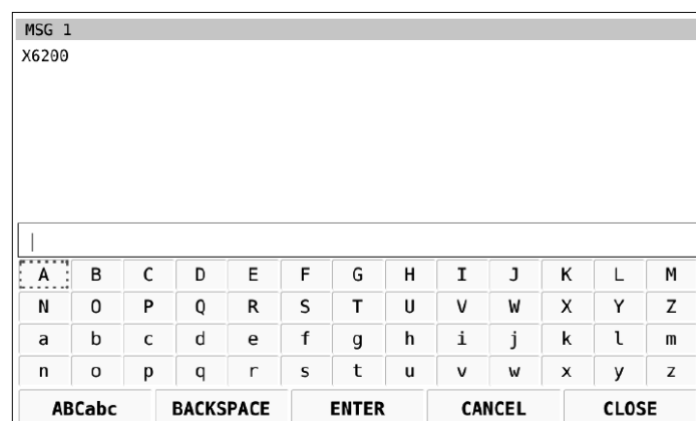 MSG 1
X6200
A B C D E F G H I J K L M
N O P Q R S T U V W X Y Z
a b c d e f g h i j k l m
n o p q r s t u v w x y z
ABCabc BACKSPACE ENTER CANCEL CLOSE